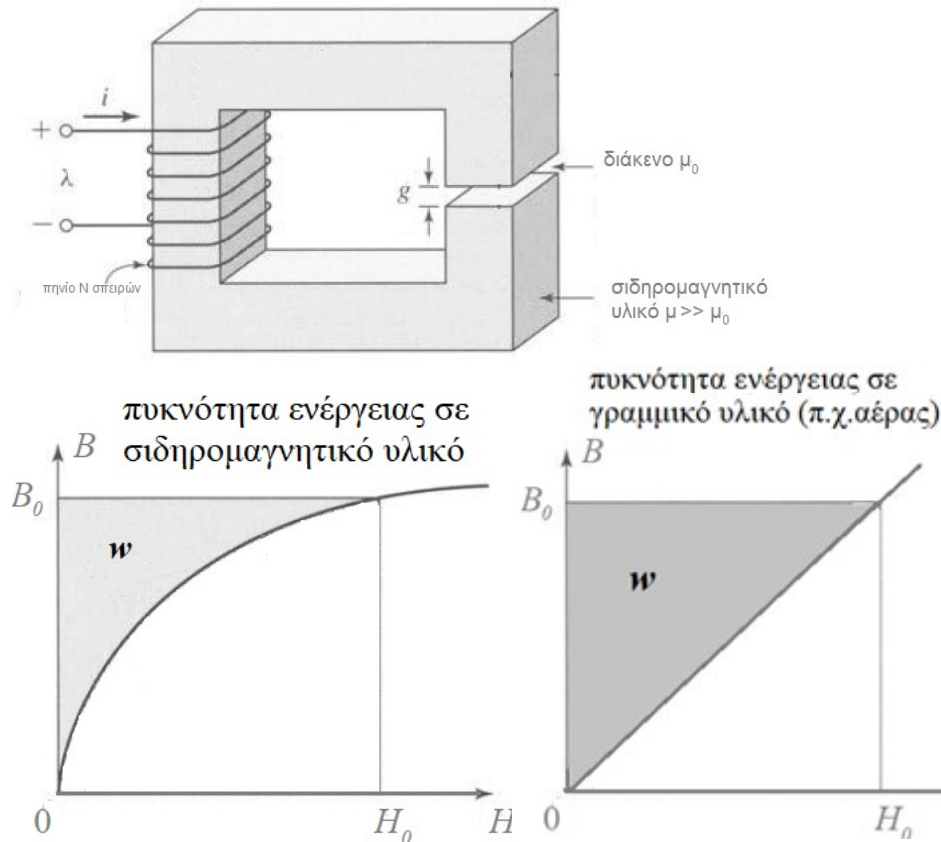 i
+
λ
−
g
διάκενο μ₀
πηνίο Ν σπειρών
σιδηρομαγνητικό
υλικό μ >> μ₀
πυκνότητα ενέργειας σε
σιδηρομαγνητικό υλικό
B
B₀
w
0
H₀
H
πυκνότητα ενέργειας σε
γραμμικό υλικό (π.χ.αέρας)
B
B₀
w
0
H₀